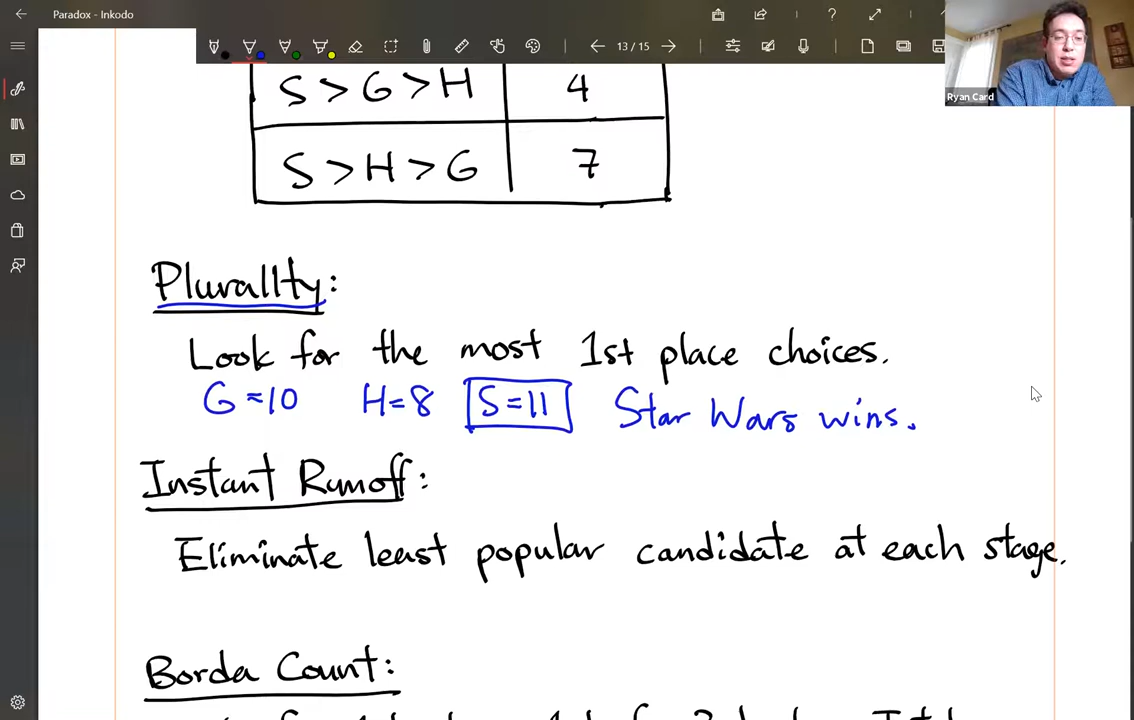 Paradox - Inkodo
13 / 15
Ryan Card
S > G > H 4
S > H > G 7
Plurality:
Look for the most 1st place choices.
G = 10 H = 8 S = 11 Star Wars wins.
Instant Runoff:
Eliminate least popular candidate at each stage.
Borda Count: